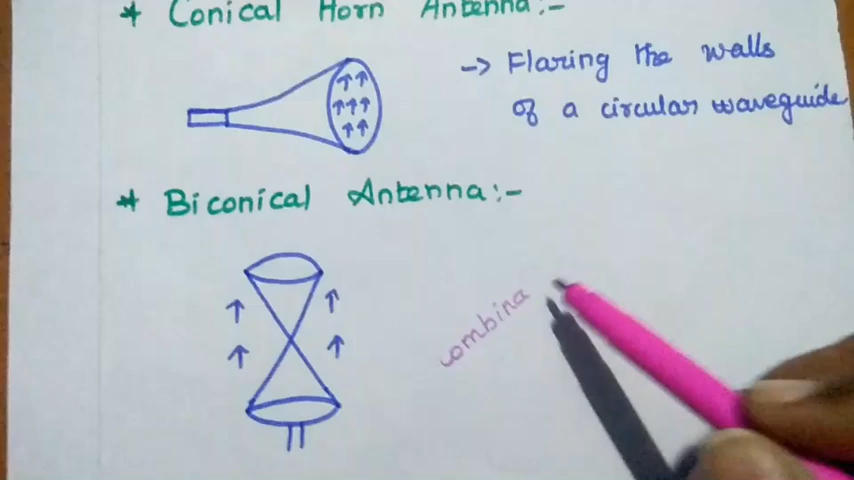 * Conical Horn Antenna:-
-> Flaring the walls
of a circular waveguide
* Biconical Antenna:-
combina